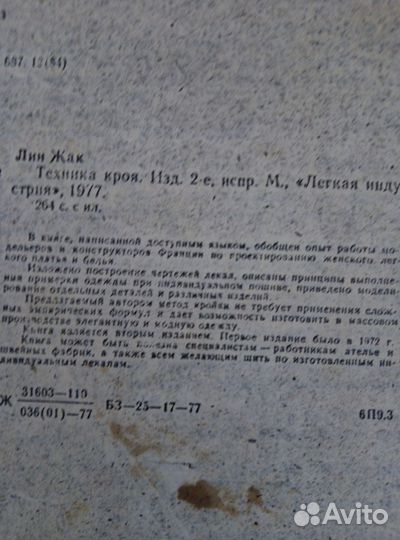 687. 12(84)
Лин Жак
Техника кроя. Изд. 2-е, испр. М., «Легкая инду
стрия», 1977.
264 с. с ил.
В книге, написанной доступным языком, обобщен опыт работы мо-
дельеров и конструкторов Франции по проектированию женского лег-
кого платья и белья.
Изложено построение чертежей лекал, описаны принципы выполне-
ния примерки одежды при индивидуальном пошиве, приведено модели-
рование отдельных деталей и различных изделий.
Предлагаемый автором метод кройки не требует применения слож-
ных эмпирических формул и дает возможность изготовить в массовом
производстве элегантную и модную одежду.
Книга является вторым изданием. Первое издание было в 1972 г.
Книга может быть полезна специалистам — работникам ателье и
швейных фабрик, а также всем желающим шить по изготовленным ин-
дивидуальным лекалам.
Ж 31603—119
036(01)—77 БЗ—25—17—77 6П9.3
Avito